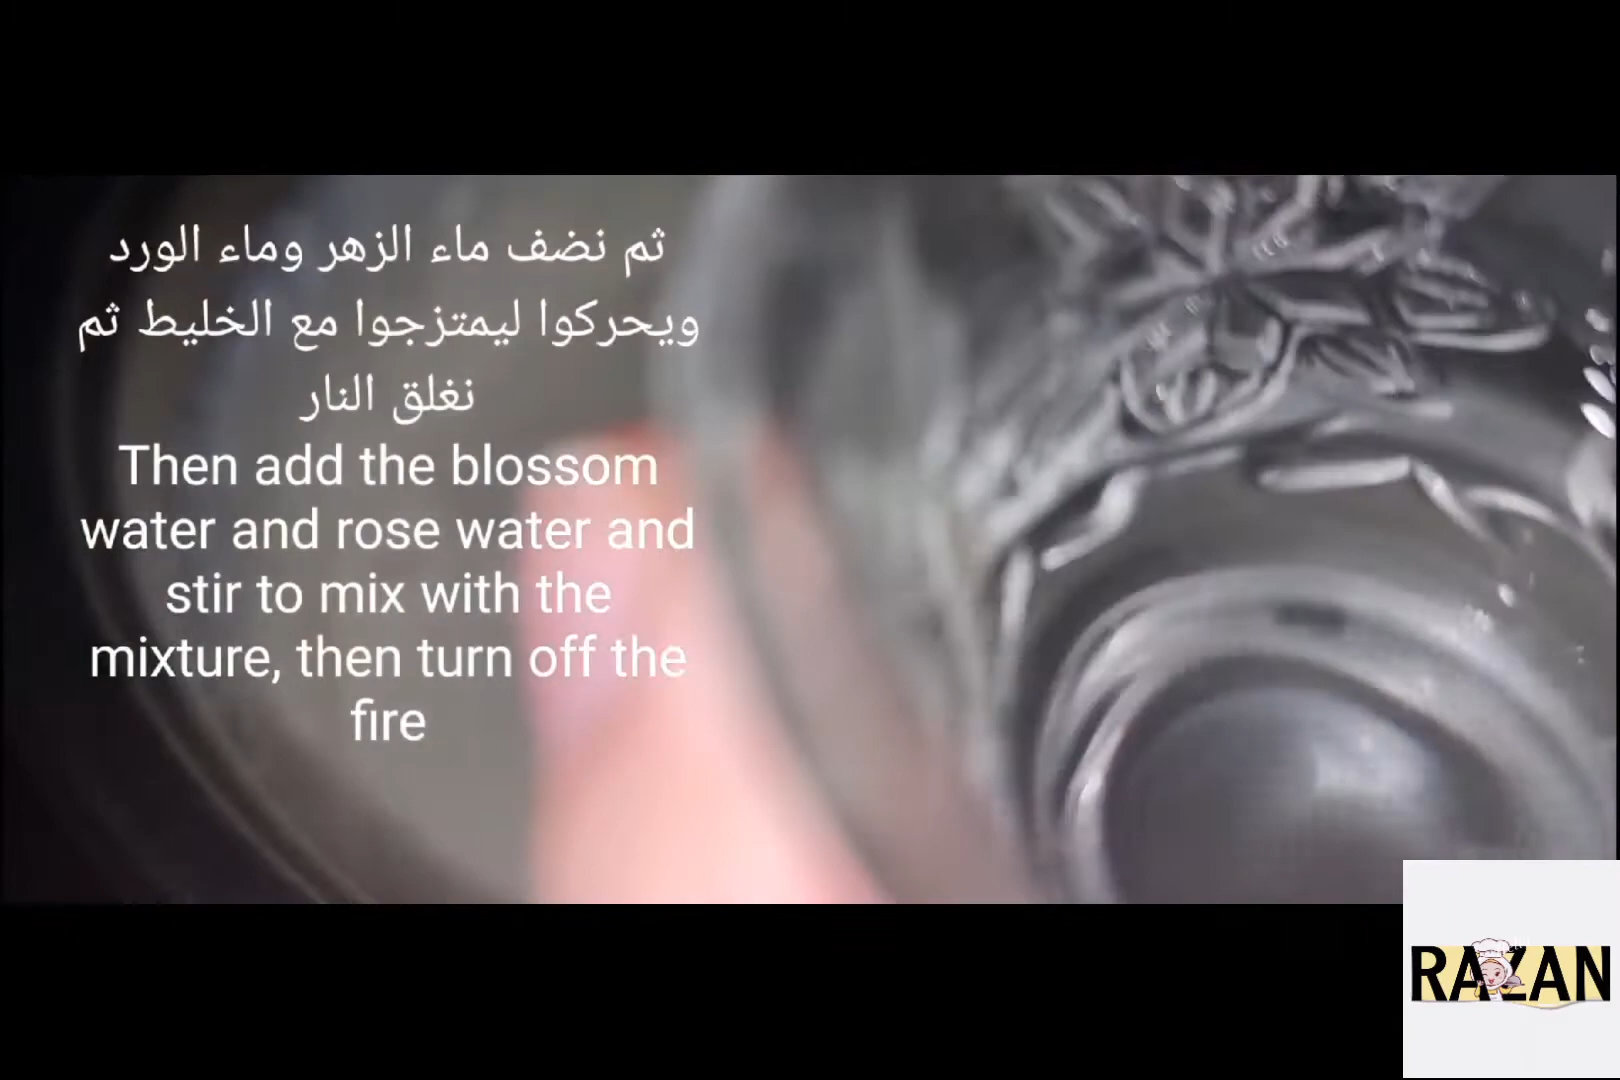 ثم نضف ماء الزهر وماء الورد
ويحركوا ليمتزجوا مع الخليط ثم
نغلق النار
Then add the blossom
water and rose water and
stir to mix with the
mixture, then turn off the
fire
RAZAN